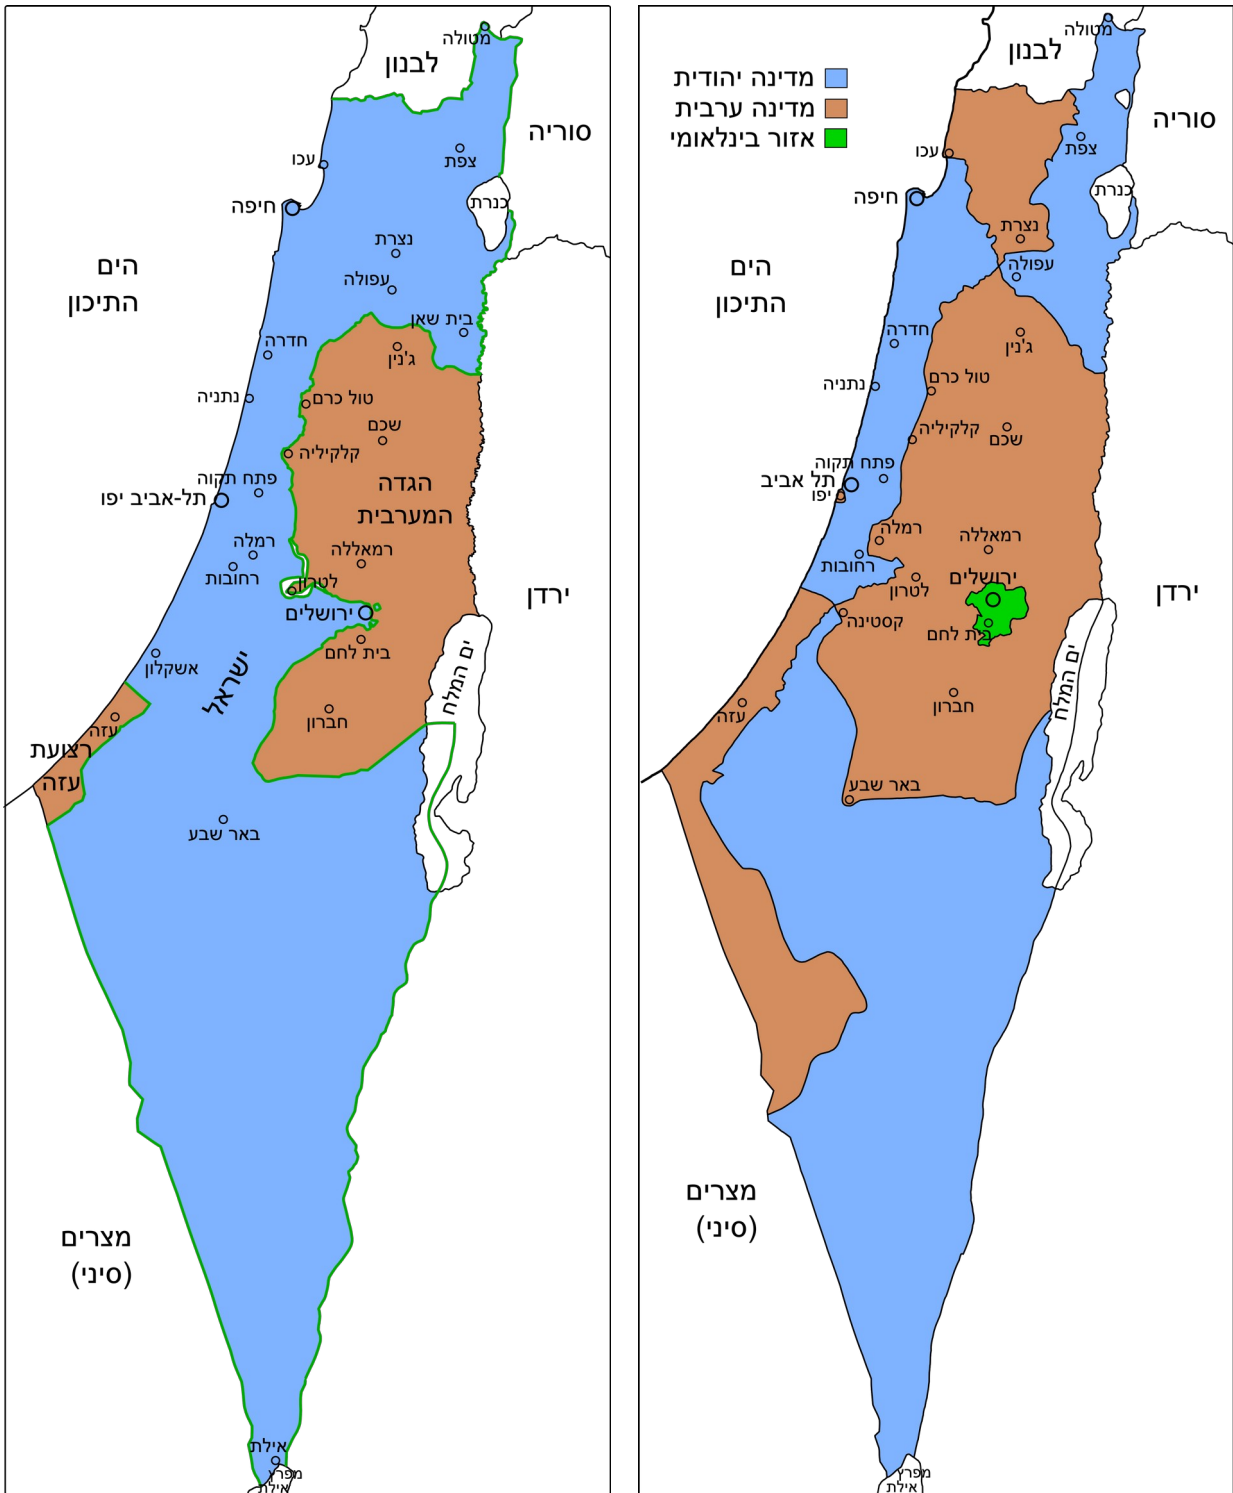 מטולה
לבנון
סוריה
עכו
צפת
חיפה
כנרת
נצרת
הים
התיכון
עפולה
בית שאן
חדרה
ג'נין
נתניה
טול כרם
שכם
קלקיליה
פתח תקוה
הגדה
המערבית
תל-אביב יפו
רמלה
רמאללה
רחובות
לטרון
ירדן
ירושלים
בית לחם
אשקלון
ישראל
ים המלח
חברון
עזה
רצועת
עזה
באר שבע
מצרים
(סיני)
אילת
מפרץ
אילת
מטולה
לבנון
מדינה יהודית
מדינה ערבית
אזור בינלאומי
סוריה
עכו
צפת
חיפה
כנרת
נצרת
הים
התיכון
עפולה
חדרה
ג'נין
נתניה
טול כרם
קלקיליה
שכם
פתח תקוה
תל אביב
יפו
רמלה
רמאללה
רחובות
ירושלים
לטרון
ירדן
קסטינה
בית לחם
ים המלח
חברון
עזה
באר שבע
מצרים
(סיני)
מפרץ
אילת